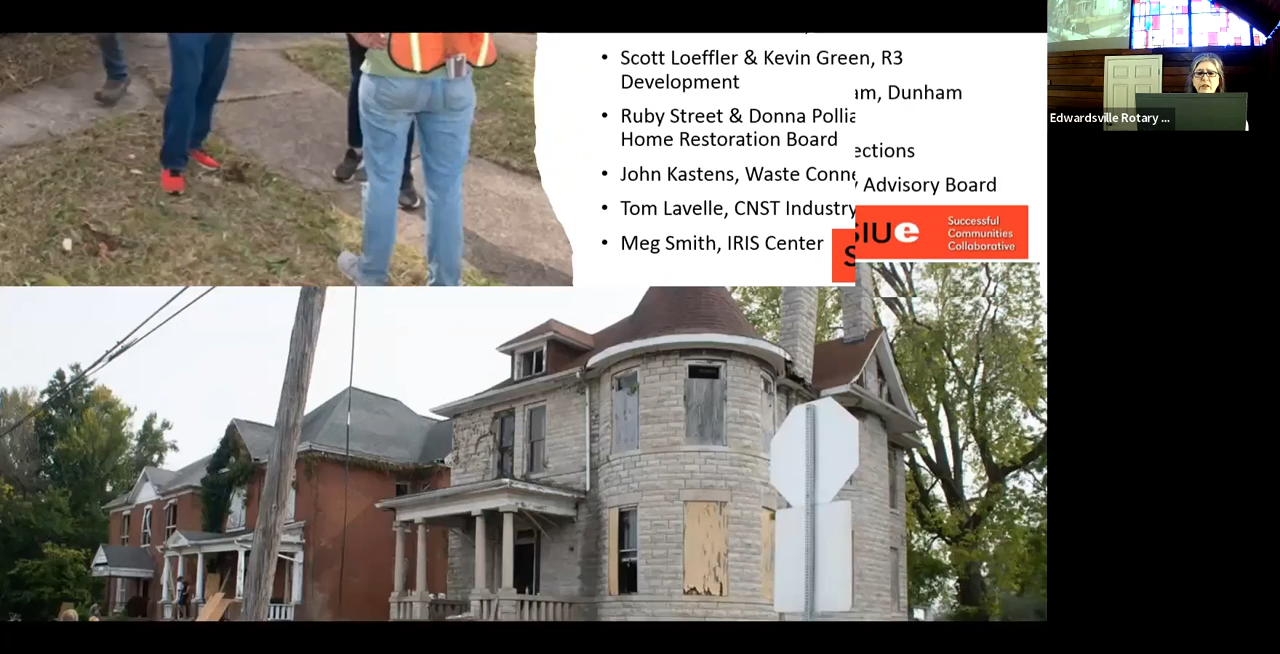 • Scott Loeffler & Kevin Green, R3
Development
am, Dunham
• Ruby Street & Donna Pollia
Home Restoration Board
ections
• John Kastens, Waste Conne
Advisory Board
• Tom Lavelle, CNST Industry
SIUe
Successful
Communities
Collaborative
• Meg Smith, IRIS Center
S
Edwardsville Rotary ...